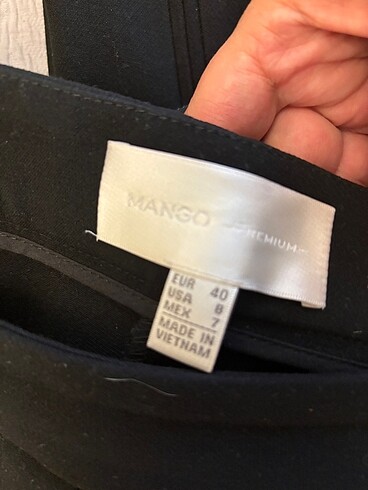 MANGO PREMIUM
EUR 40
USA 8
MEX 7
MADE IN
VIETNAM